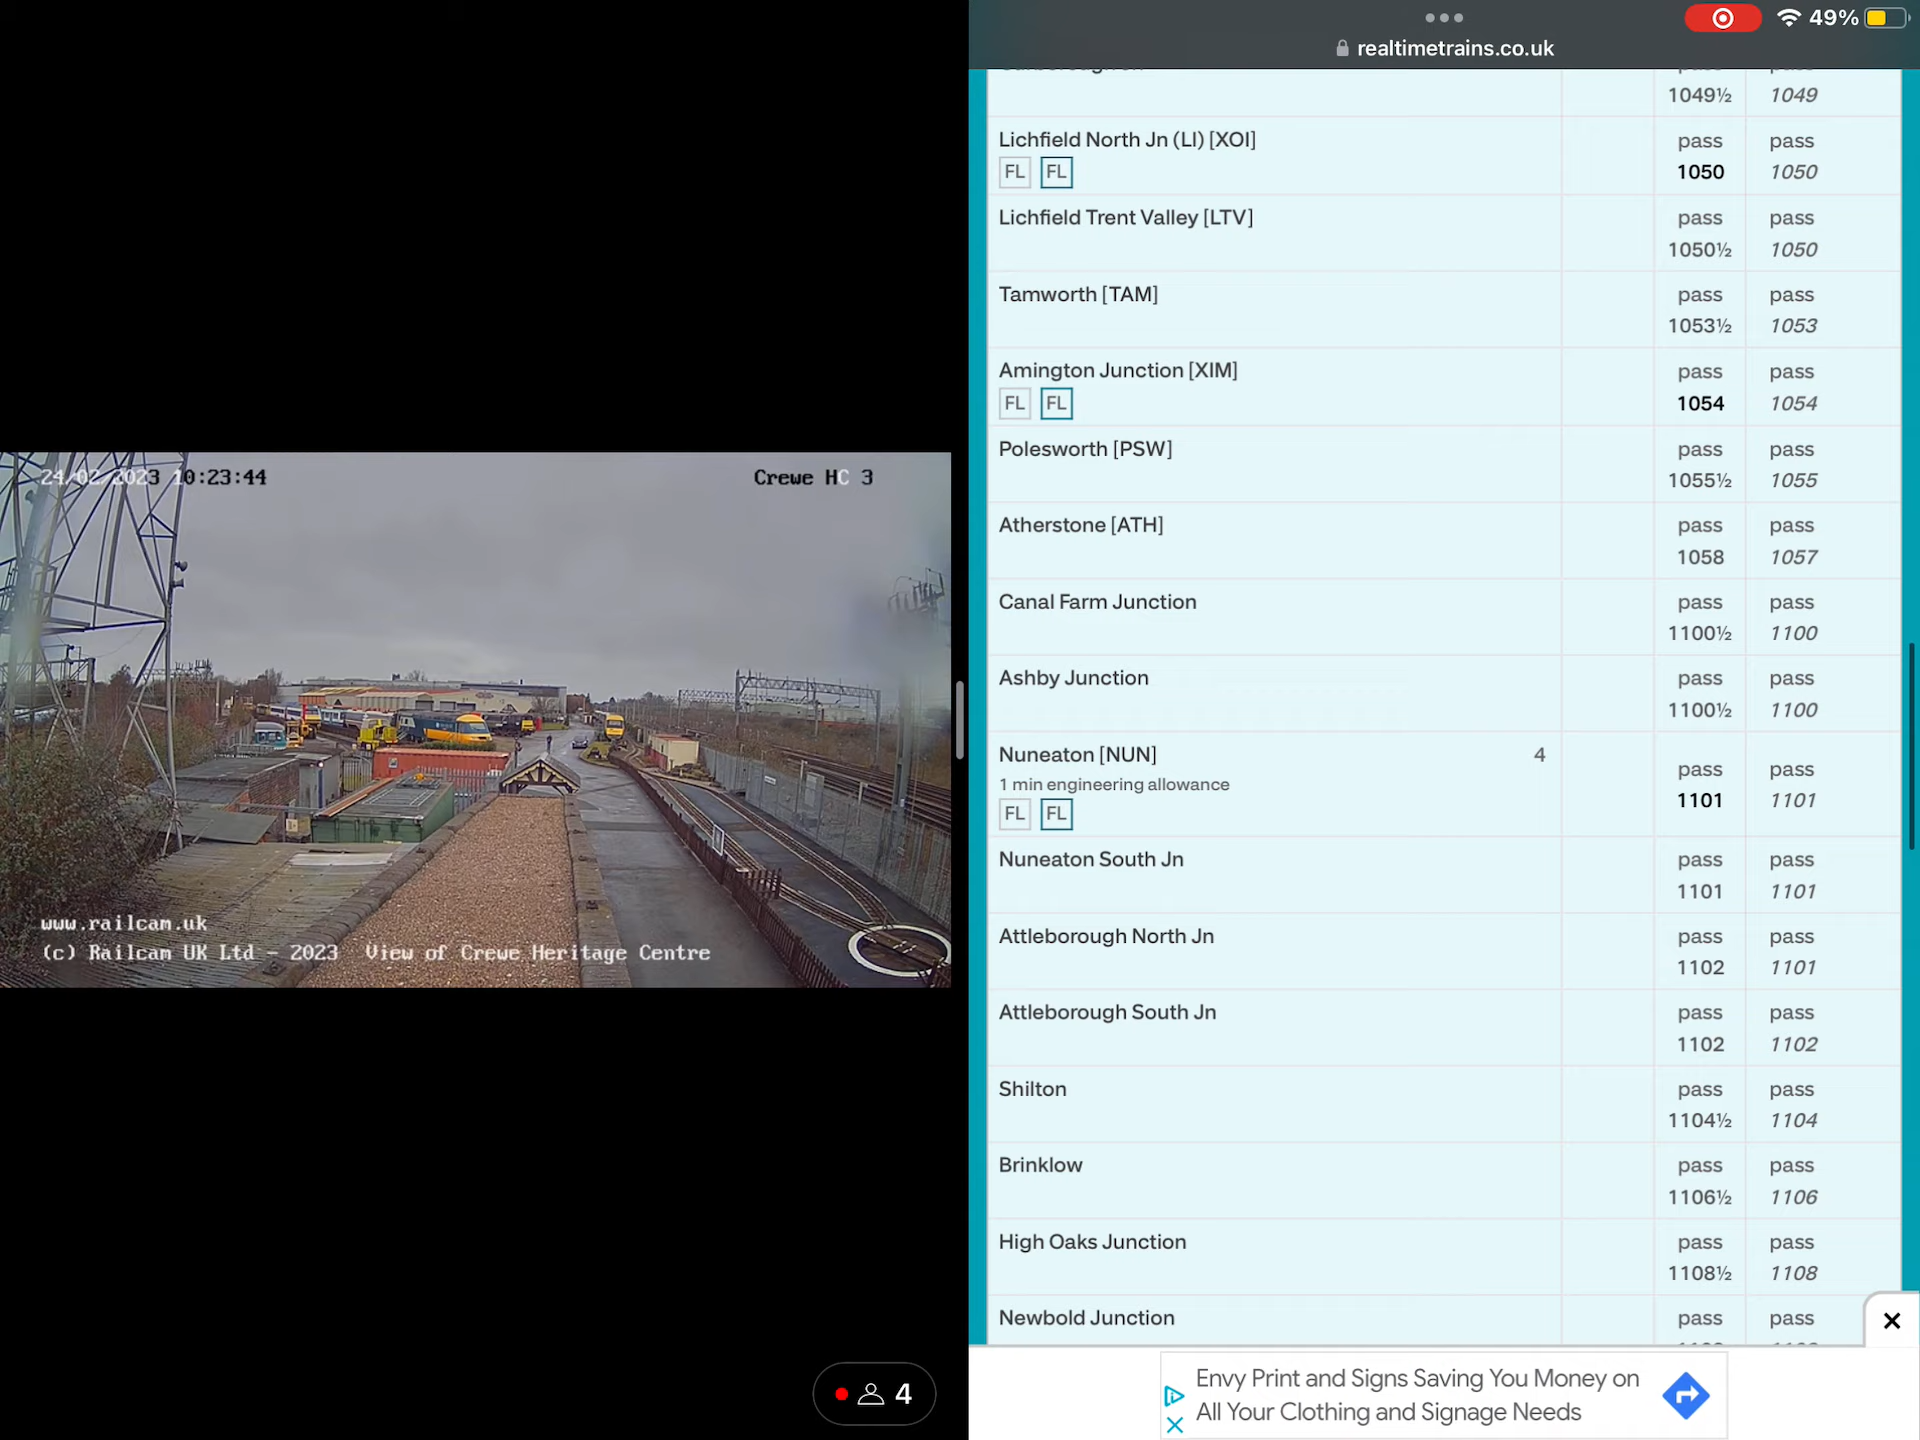 24/02/2023 10:23:44
Crewe HC 3
www.railcam.uk
(c) Railcam UK Ltd - 2023 View of Crewe Heritage Centre
4
49%
realtimetrains.co.uk
1049½ 1049
Lichfield North Jn (LI) [XOI] pass pass
FL FL 1050 1050
Lichfield Trent Valley [LTV] pass pass
1050½ 1050
Tamworth [TAM] pass pass
1053½ 1053
Amington Junction [XIM] pass pass
FL FL 1054 1054
Polesworth [PSW] pass pass
1055½ 1055
Atherstone [ATH] pass pass
1058 1057
Canal Farm Junction pass pass
1100½ 1100
Ashby Junction pass pass
1100½ 1100
Nuneaton [NUN] 4 pass pass
1 min engineering allowance
FL FL 1101 1101
Nuneaton South Jn pass pass
1101 1101
Attleborough North Jn pass pass
1102 1101
Attleborough South Jn pass pass
1102 1102
Shilton pass pass
1104½ 1104
Brinklow pass pass
1106½ 1106
High Oaks Junction pass pass
1108½ 1108
Newbold Junction pass pass
Envy Print and Signs Saving You Money on
All Your Clothing and Signage Needs